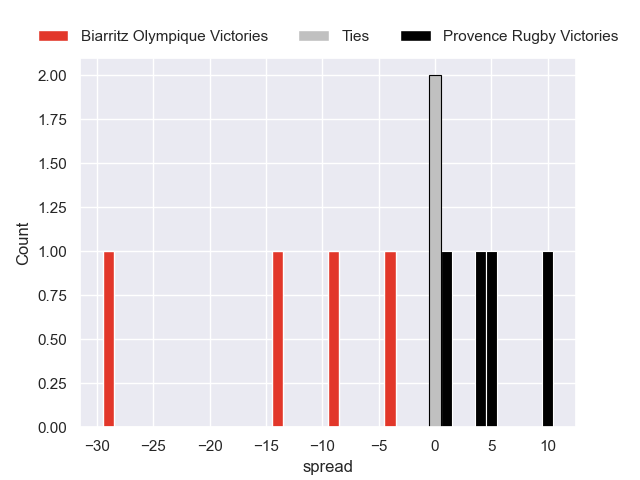 Biarritz Olympique Victories Ties Provence Rugby Victories
2.00
1.75
1.50
1.25
1.00
0.75
0.50
0.25
0.00
Count
−30 −25 −20 −15 −10 −5 0 5 10
spread